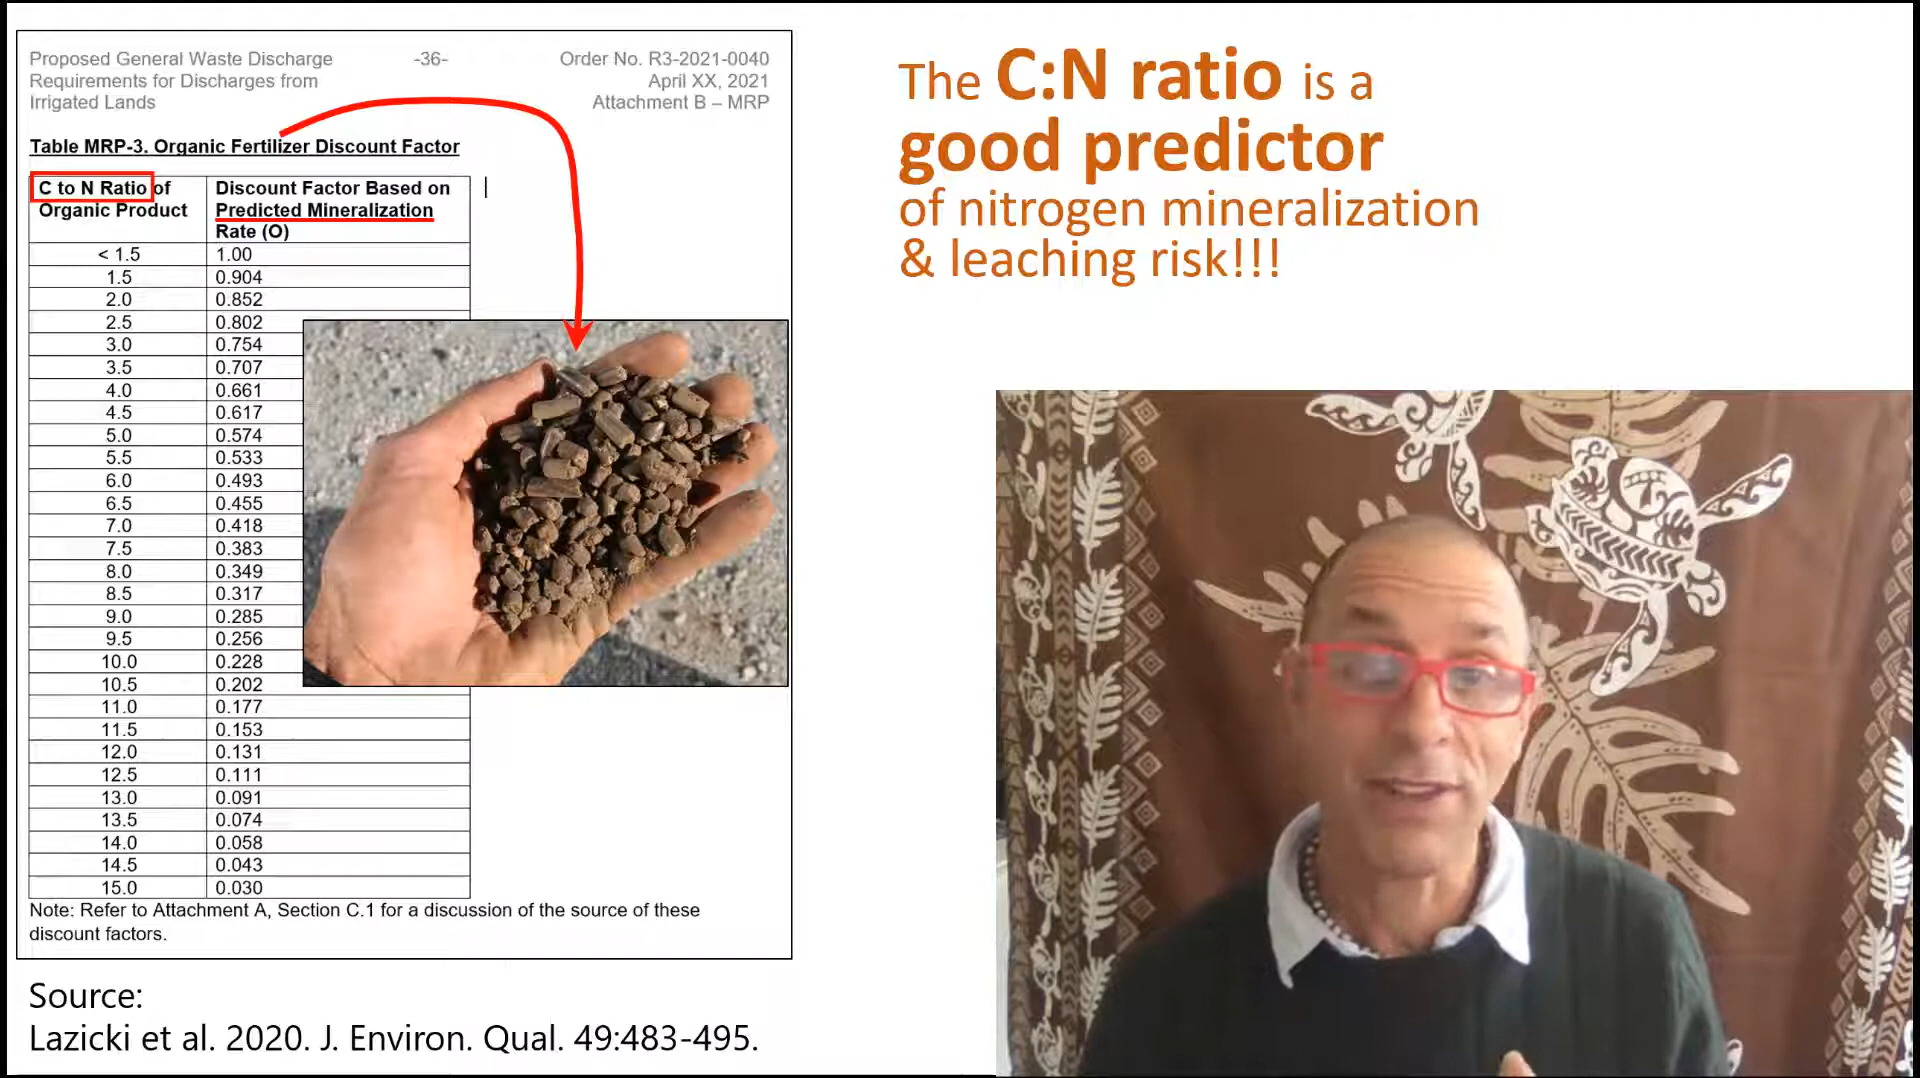 Proposed General Waste Discharge -36- Order No. R3-2021-0040
Requirements for Discharges from April XX, 2021
Irrigated Lands Attachment B – MRP
Table MRP-3. Organic Fertilizer Discount Factor
C to N Ratio of Discount Factor Based on
Organic Product Predicted Mineralization
Rate (O)
< 1.5 1.00
1.5 0.904
2.0 0.852
2.5 0.802
3.0 0.754
3.5 0.707
4.0 0.661
4.5 0.617
5.0 0.574
5.5 0.533
6.0 0.493
6.5 0.455
7.0 0.418
7.5 0.383
8.0 0.349
8.5 0.317
9.0 0.285
9.5 0.256
10.0 0.228
10.5 0.202
11.0 0.177
11.5 0.153
12.0 0.131
12.5 0.111
13.0 0.091
13.5 0.074
14.0 0.058
14.5 0.043
15.0 0.030
Note: Refer to Attachment A, Section C.1 for a discussion of the source of these
discount factors.
Source:
Lazicki et al. 2020. J. Environ. Qual. 49:483-495.
The C:N ratio is a
good predictor
of nitrogen mineralization
& leaching risk!!!